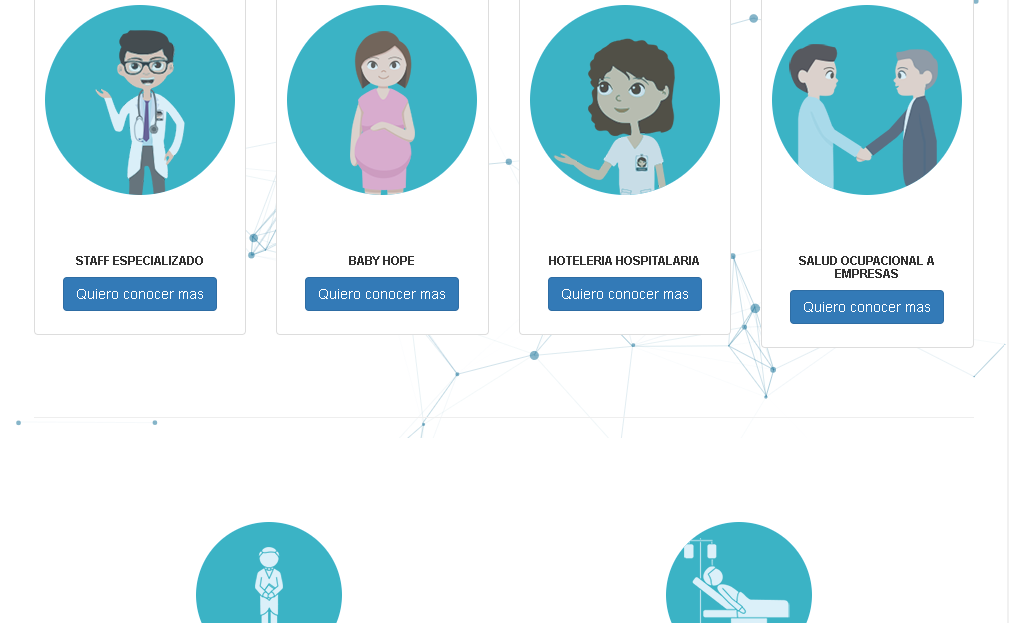 STAFF ESPECIALIZADO
Quiero conocer mas
BABY HOPE
Quiero conocer mas
HOTELERIA HOSPITALARIA
Quiero conocer mas
SALUD OCUPACIONAL A
EMPRESAS
Quiero conocer mas